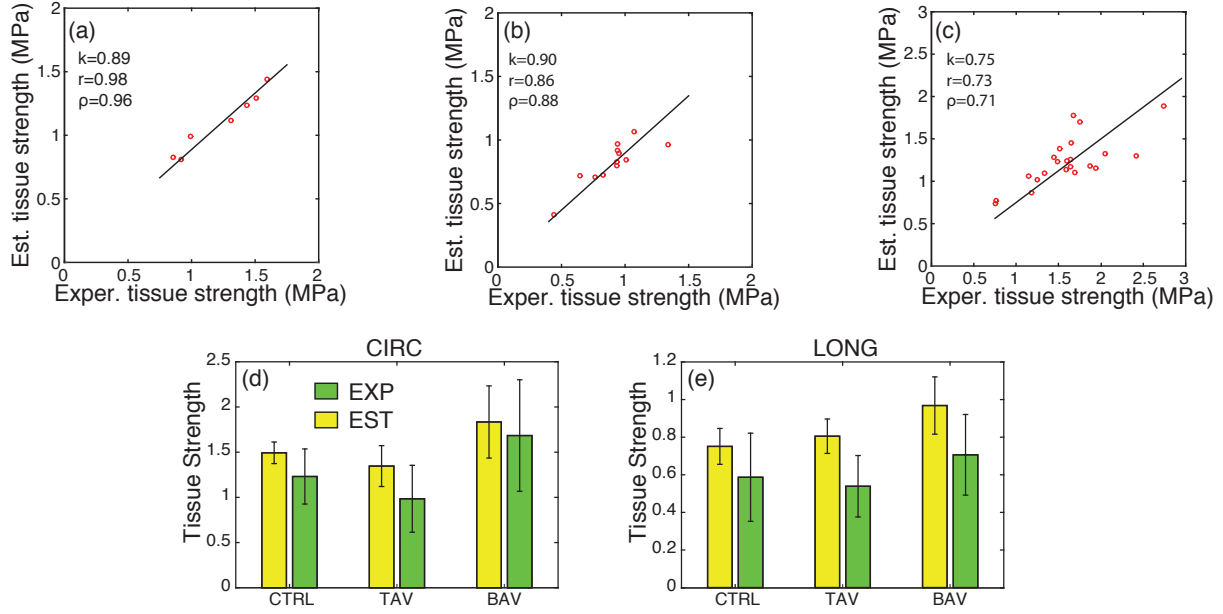 (a)
k=0.89
r=0.98
ρ=0.96
Est. tissue strength (MPa)
2
1.5
1
0.5
0
0 0.5 1 1.5 2
Exper. tissue strength (MPa)
(b)
k=0.90
r=0.86
ρ=0.88
Est. tissue strength (MPa)
2
1.5
1
0.5
0
0 0.5 1.0 1.5 2
Exper. tissue strength (MPa)
(c)
k=0.75
r=0.73
ρ=0.71
Est. tissue strength (MPa)
3
2.5
2
1.5
1
0.5
0
0 0.5 1 1.5 2 2.5 3
Exper. tissue strength (MPa)
CIRC
(d)
EXP
EST
Tissue Strength
2.5
2
1.5
1
0.5
0
CTRL TAV BAV
LONG
(e)
Tissue Strength
1.2
1
0.8
0.6
0.4
0.2
0
CTRL TAV BAV